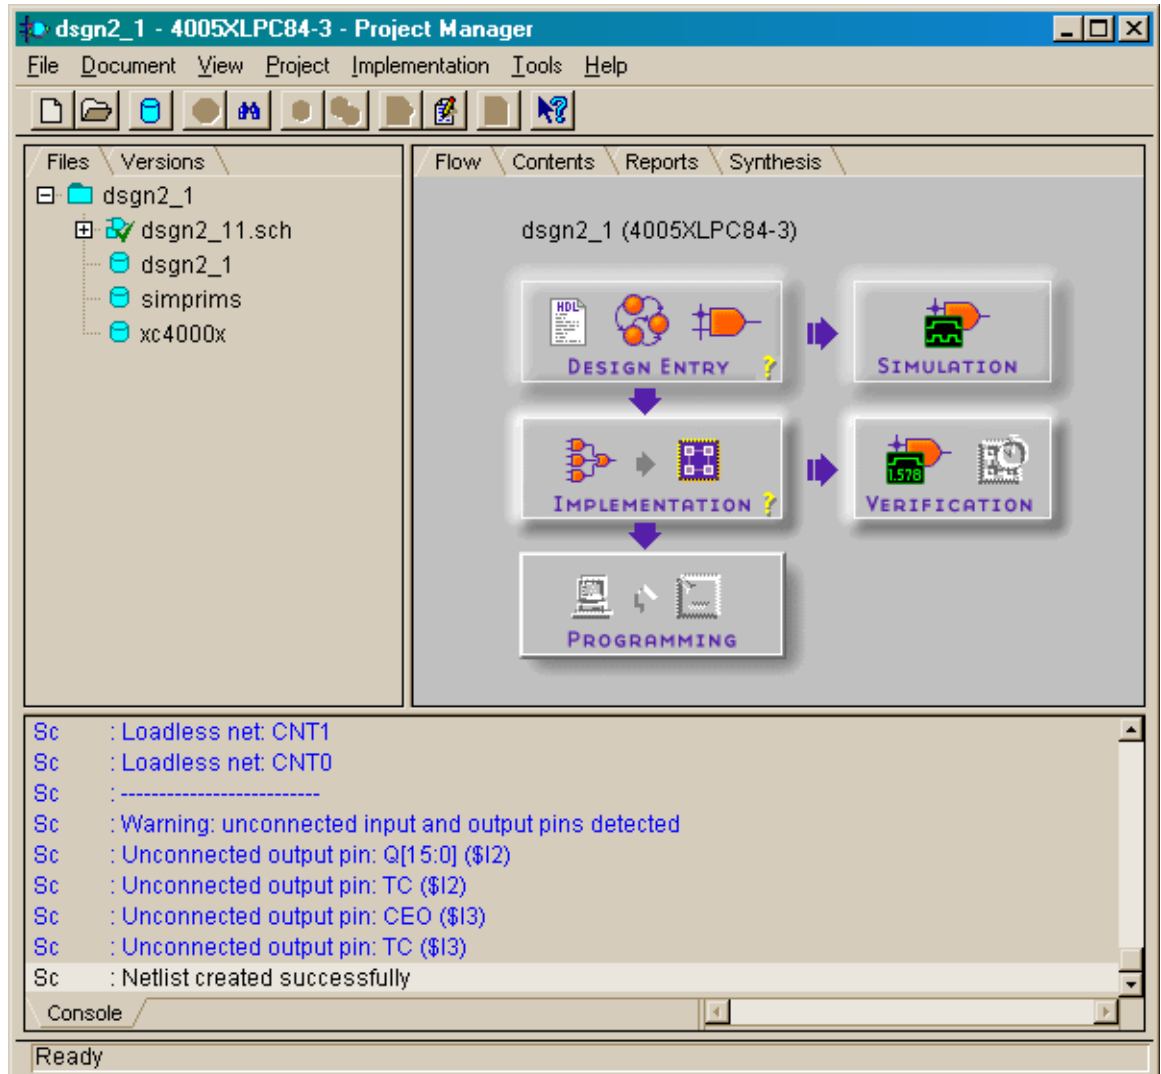 dsgn2_1 - 4005XLPC84-3 - Project Manager
File Document View Project Implementation Tools Help
Files Versions
dsgn2_1
dsgn2_11.sch
dsgn2_1
simprims
xc4000x
Flow Contents Reports Synthesis
dsgn2_1 (4005XLPC84-3)
HDL
DESIGN ENTRY ?
SIMULATION
IMPLEMENTATION ?
1.578
VERIFICATION
PROGRAMMING
Sc : Loadless net: CNT1
Sc : Loadless net: CNT0
Sc : --------------------------
Sc : Warning: unconnected input and output pins detected
Sc : Unconnected output pin: Q[15:0] ($I2)
Sc : Unconnected output pin: TC ($I2)
Sc : Unconnected output pin: CEO ($I3)
Sc : Unconnected output pin: TC ($I3)
Sc : Netlist created successfully
Console
Ready